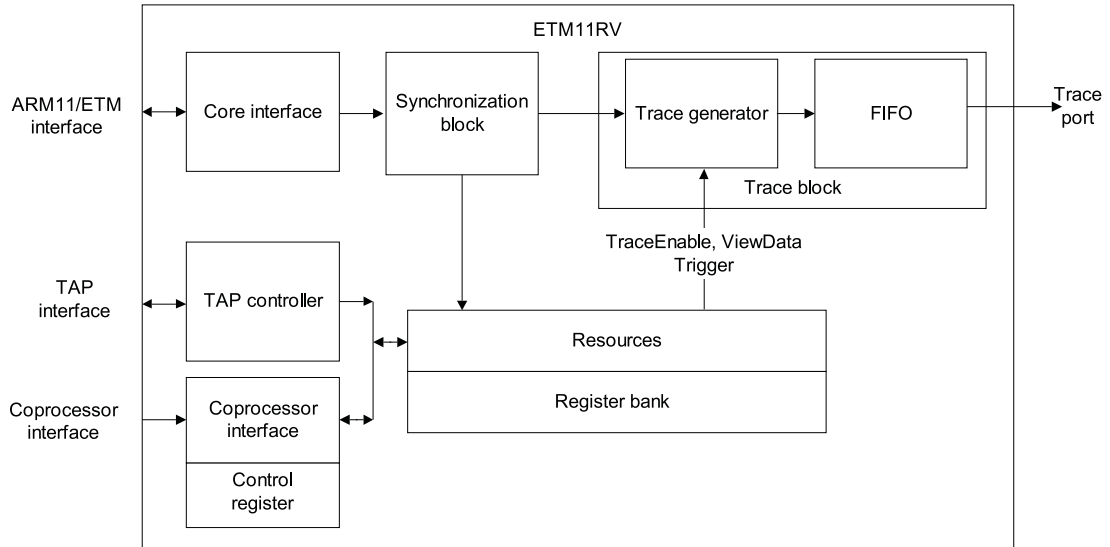 ETM11RV
ARM11/ETM
interface
Core interface
Synchronization
block
Trace generator
FIFO
Trace
port
Trace block
TraceEnable, ViewData
Trigger
TAP
interface
TAP controller
Resources
Register bank
Coprocessor
interface
Coprocessor
interface
Control
register